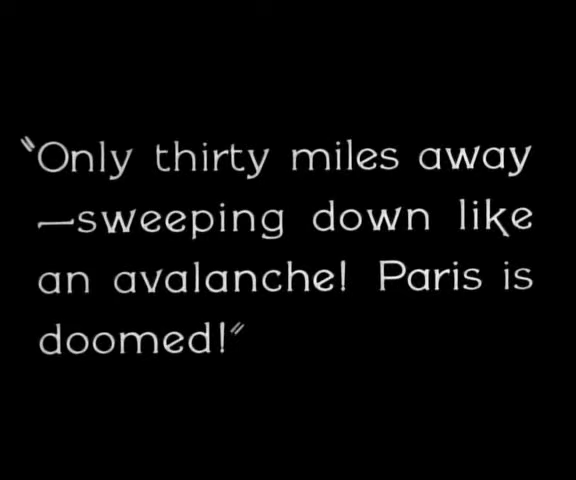 “Only thirty miles away
—sweeping down like
an avalanche! Paris is
doomed!”